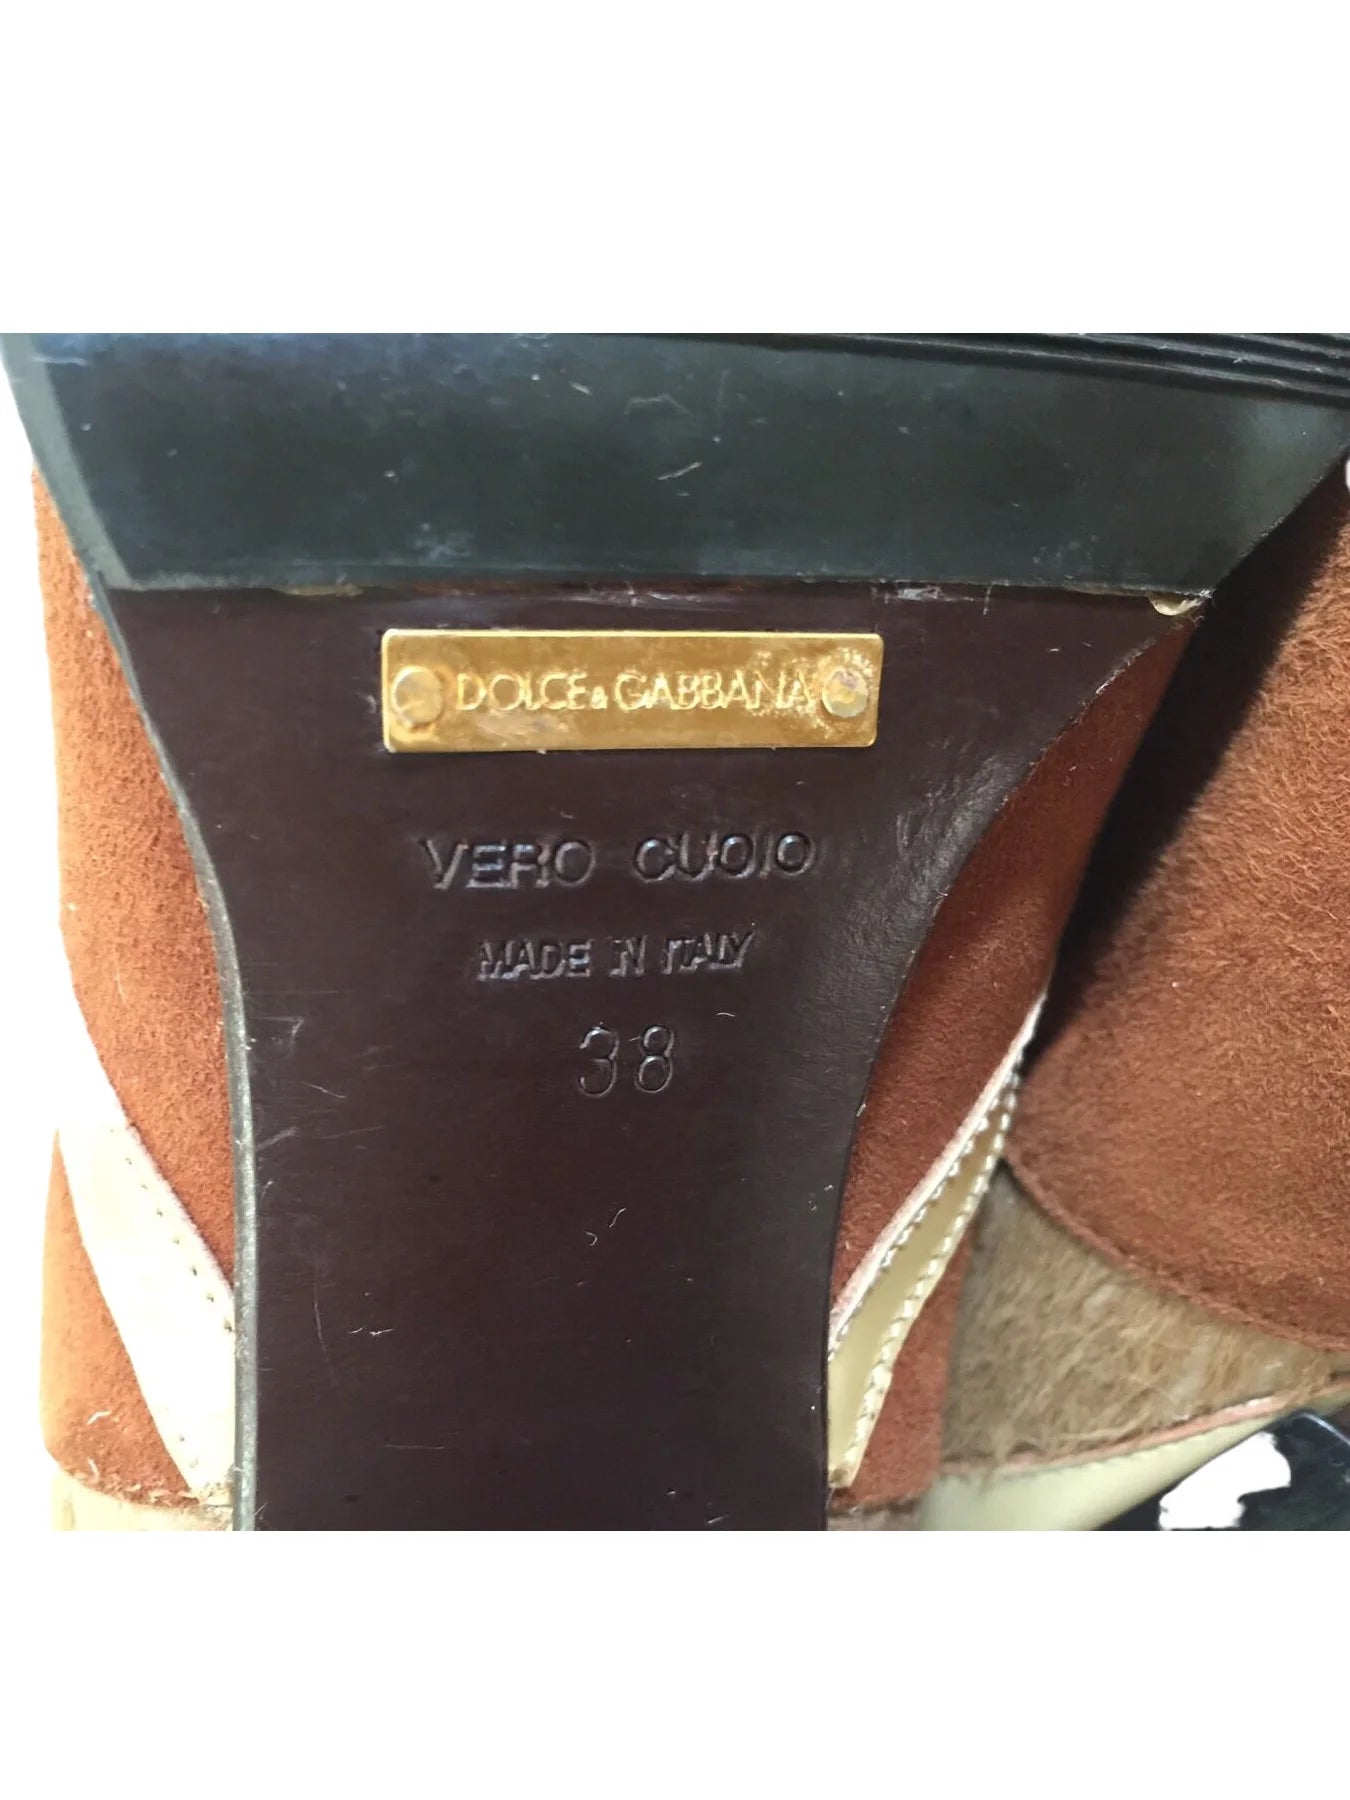 DOLCE & GABBANA
VERO CUOIO
MADE IN ITALY
38